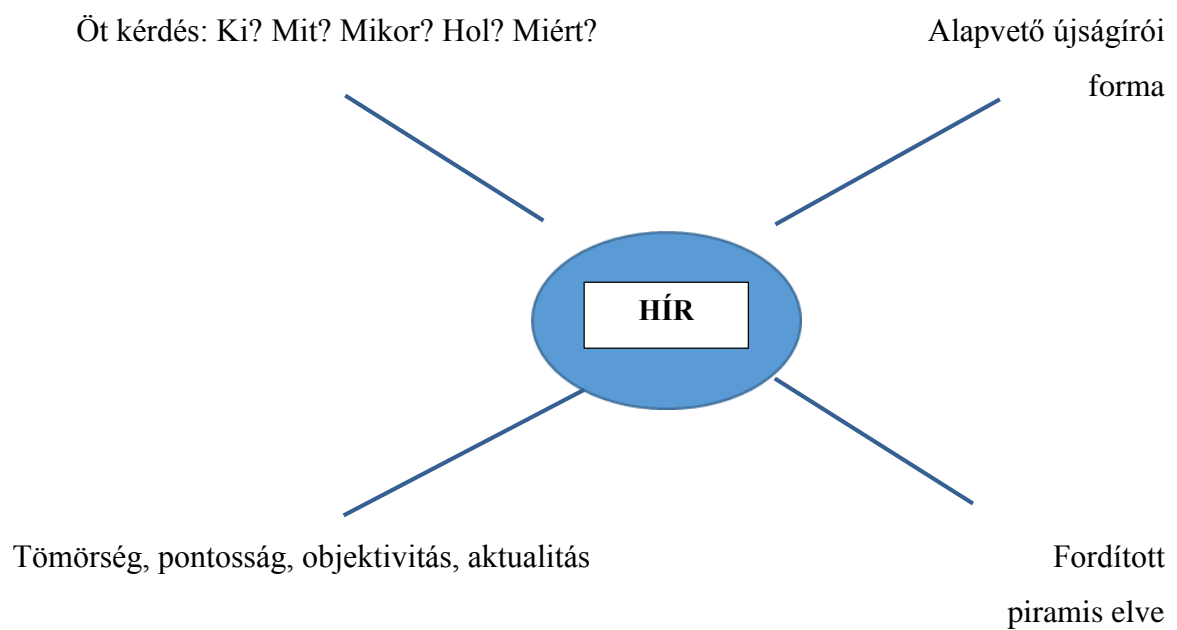 Öt kérdés: Ki? Mit? Mikor? Hol? Miért?
Alapvető újságírói
forma
HÍR
Tömörség, pontosság, objektivitás, aktualitás
Fordított
piramis elve